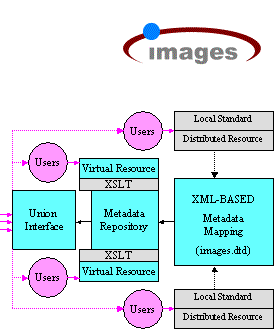 images
Users
Local Standard
Distributed Resource
Users
Virtual Resource
XSLT
XML-BASED
Metadata
Mapping
(images.dtd)
Union
Interface
Metadata
Repository
XSLT
Virtual Resource
Users
Users
Local Standard
Distributed Resource